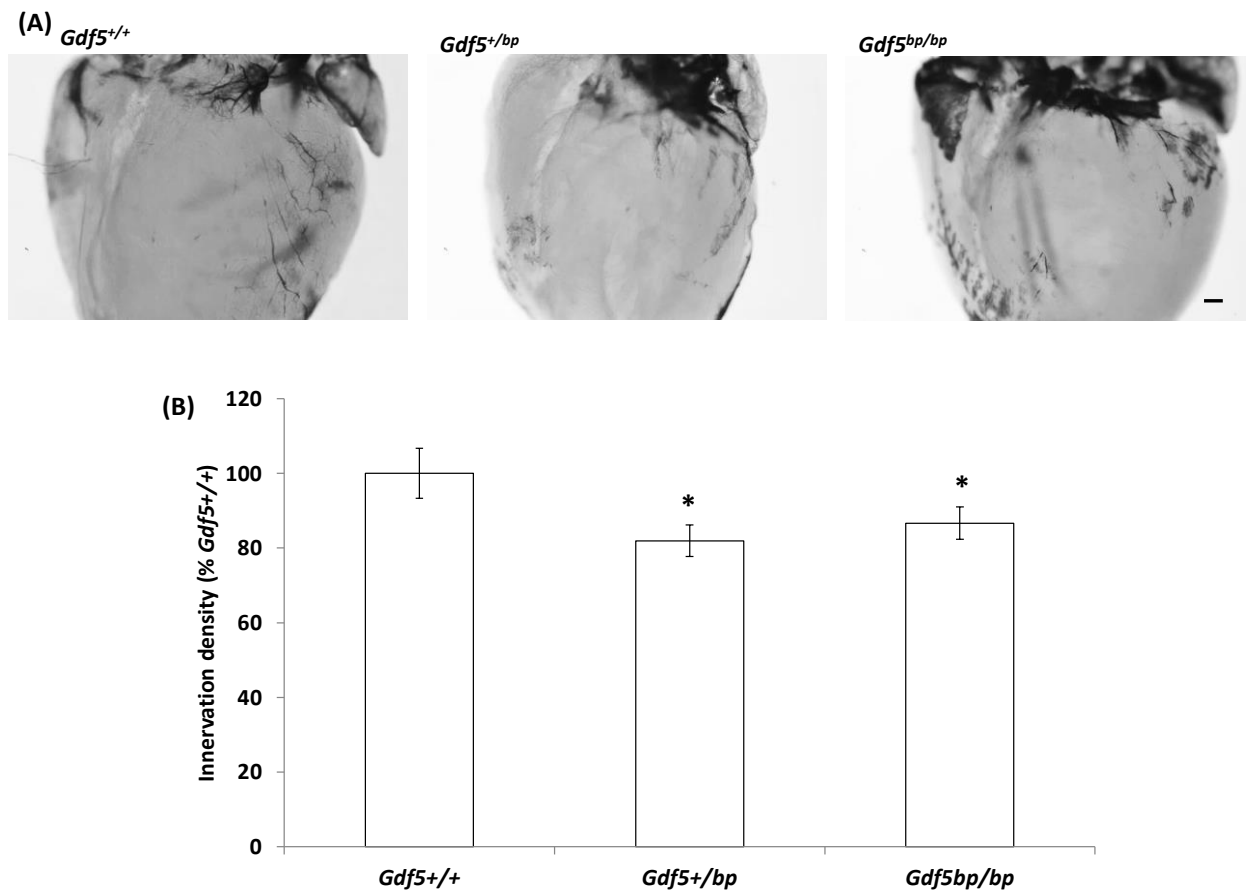 (A)
Gdf5+/+
Gdf5+/bp
Gdf5bp/bp
(B)
Innervation density (% Gdf5+/+)
120
100
80
60
40
20
0
*
*
Gdf5+/+
Gdf5+/bp
Gdf5bp/bp